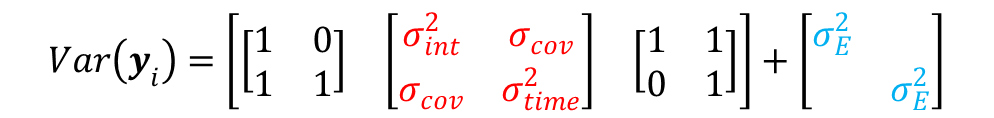 Var(y_i) = [[1 0; 1 1] [σ²_int σ_cov; σ_cov σ²_time] [1 1; 0 1]] + [σ²_E ; σ²_E]